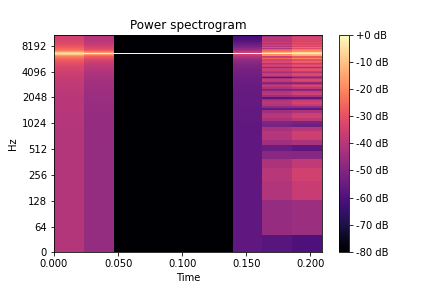 Power spectrogram
8192
4096
2048
1024
512
256
128
64
0
Hz
0.000 0.050 0.100 0.150 0.200
Time
+0 dB
-10 dB
-20 dB
-30 dB
-40 dB
-50 dB
-60 dB
-70 dB
-80 dB